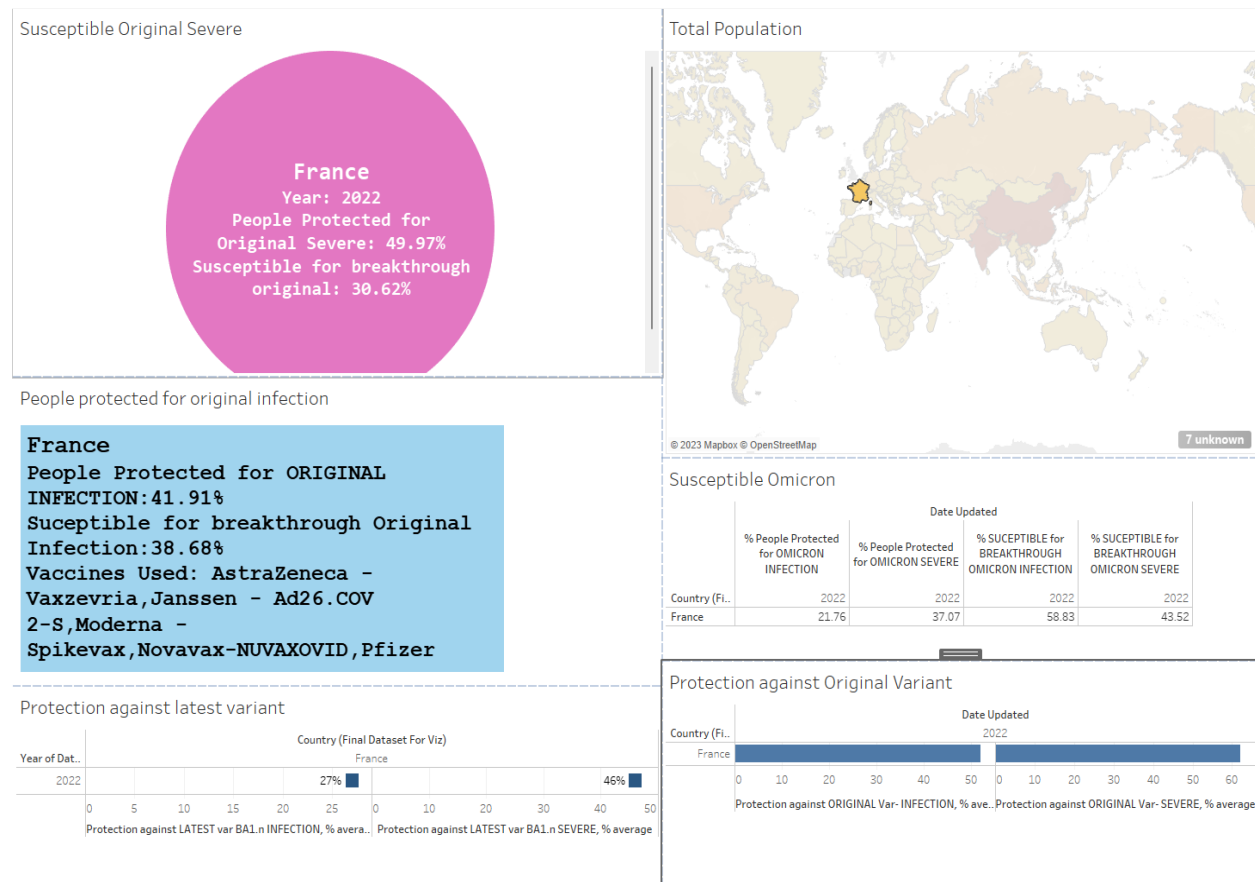 Susceptible Original Severe
France
Year: 2022
People Protected for
Original Severe: 49.97%
Susceptible for breakthrough
original: 30.62%
Total Population
© 2023 Mapbox © OpenStreetMap
7 unknown
People protected for original infection
France
People Protected for ORIGINAL
INFECTION:41.91%
Suceptible for breakthrough Original
Infection:38.68%
Vaccines Used: AstraZeneca -
Vaxzevria,Janssen - Ad26.COV
2-S,Moderna -
Spikevax,Novavax-NUVAXOVID,Pfizer
Susceptible Omicron
Date Updated
% People Protected for OMICRON INFECTION
% People Protected for OMICRON SEVERE
% SUCEPTIBLE for BREAKTHROUGH OMICRON INFECTION
% SUCEPTIBLE for BREAKTHROUGH OMICRON SEVERE
Country (Fi.. 2022 2022 2022 2022
France 21.76 37.07 58.83 43.52
Protection against latest variant
Country (Final Dataset For Viz)
Year of Dat.. France
2022 27% 46%
0 5 10 15 20 25 0 10 20 30 40 50
Protection against LATEST var BA1.n INFECTION, % avera.. Protection against LATEST var BA1.n SEVERE, % average
Protection against Original Variant
Date Updated
Country (Fi.. 2022
France
0 10 20 30 40 50 0 10 20 30 40 50 60
Protection against ORIGINAL Var- INFECTION, % ave.. Protection against ORIGINAL Var- SEVERE, % average